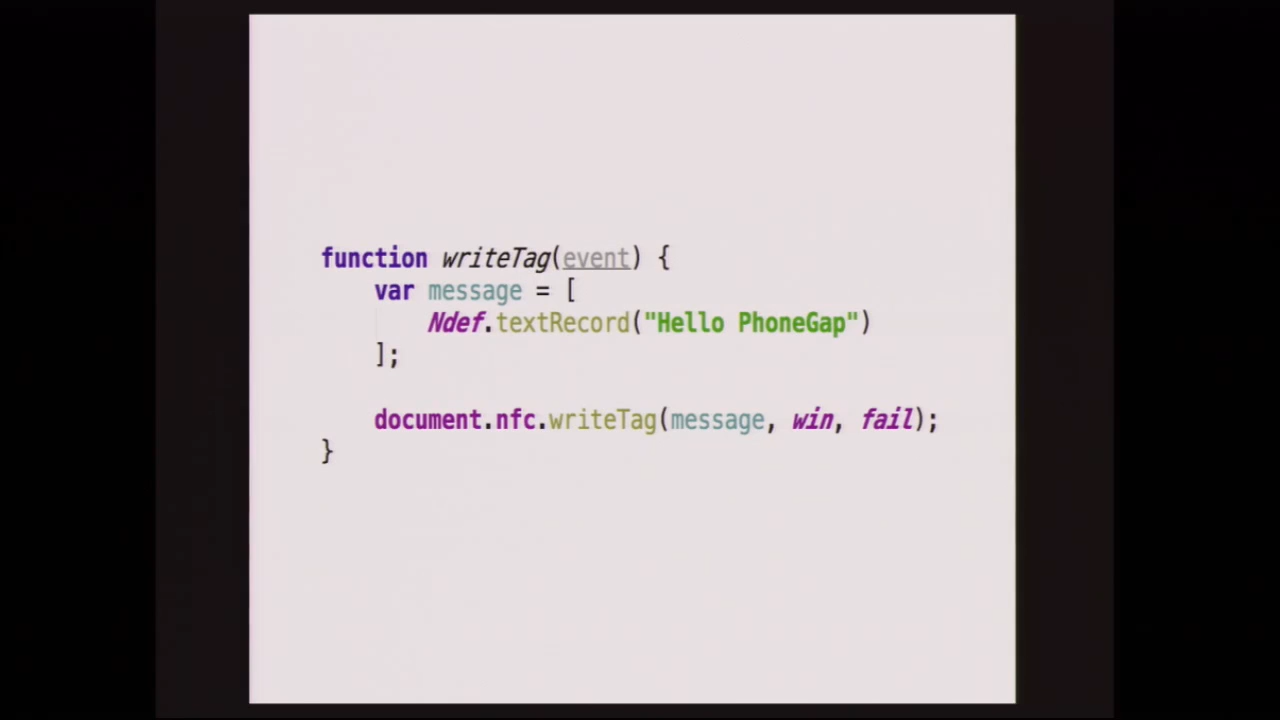 function writeTag(event) {
    var message = [
        Ndef.textRecord("Hello PhoneGap")
    ];
    document.nfc.writeTag(message, win, fail);
}